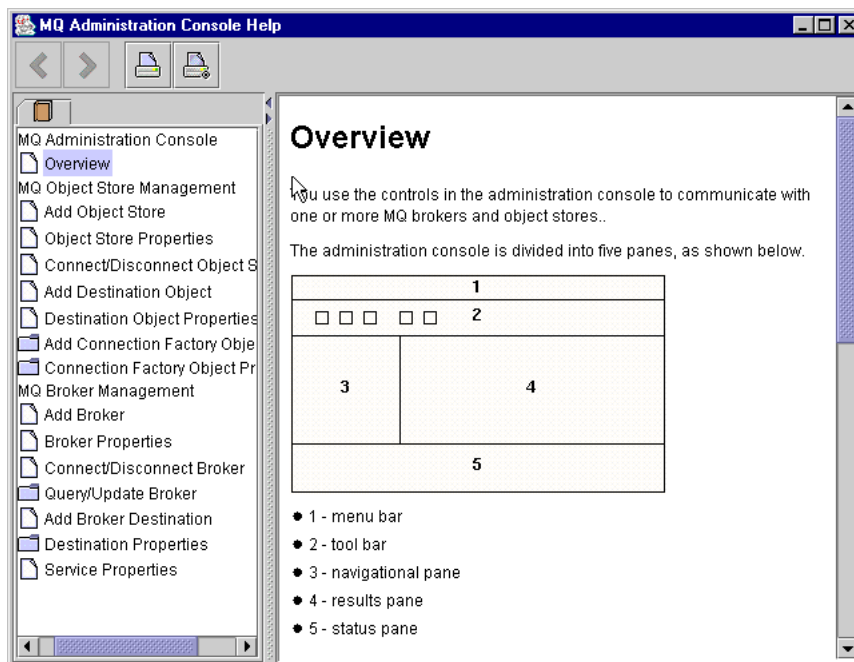 MQ Administration Console Help
MQ Administration Console
Overview
MQ Object Store Management
Add Object Store
Object Store Properties
Connect/Disconnect Object S
Add Destination Object
Destination Object Properties
Add Connection Factory Obje
Connection Factory Object Pr
MQ Broker Management
Add Broker
Broker Properties
Connect/Disconnect Broker
Query/Update Broker
Add Broker Destination
Destination Properties
Service Properties
Overview
You use the controls in the administration console to communicate with
one or more MQ brokers and object stores..
The administration console is divided into five panes, as shown below.
1
2
3 4
5
1 - menu bar
2 - tool bar
3 - navigational pane
4 - results pane
5 - status pane